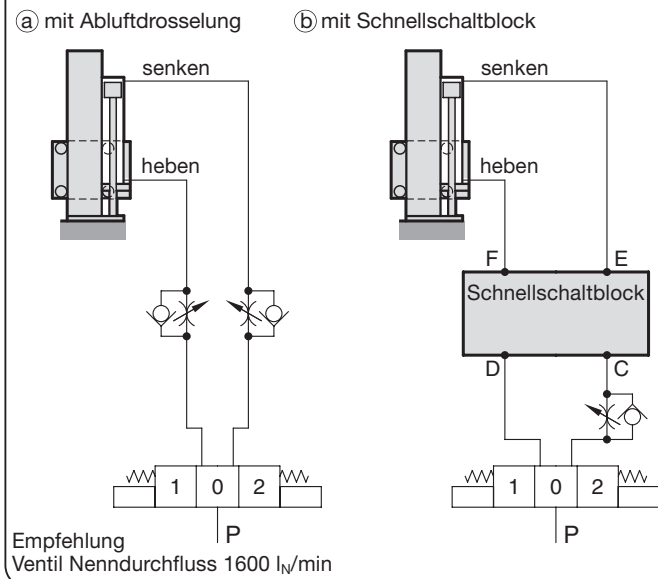 ⓐ mit Abluftdrosselung
senken
heben
1 0 2
P
ⓑ mit Schnellschaltblock
senken
heben
F E
Schnellschaltblock
D C
1 0 2
P
Empfehlung
Ventil Nenndurchfluss 1600 lN/min